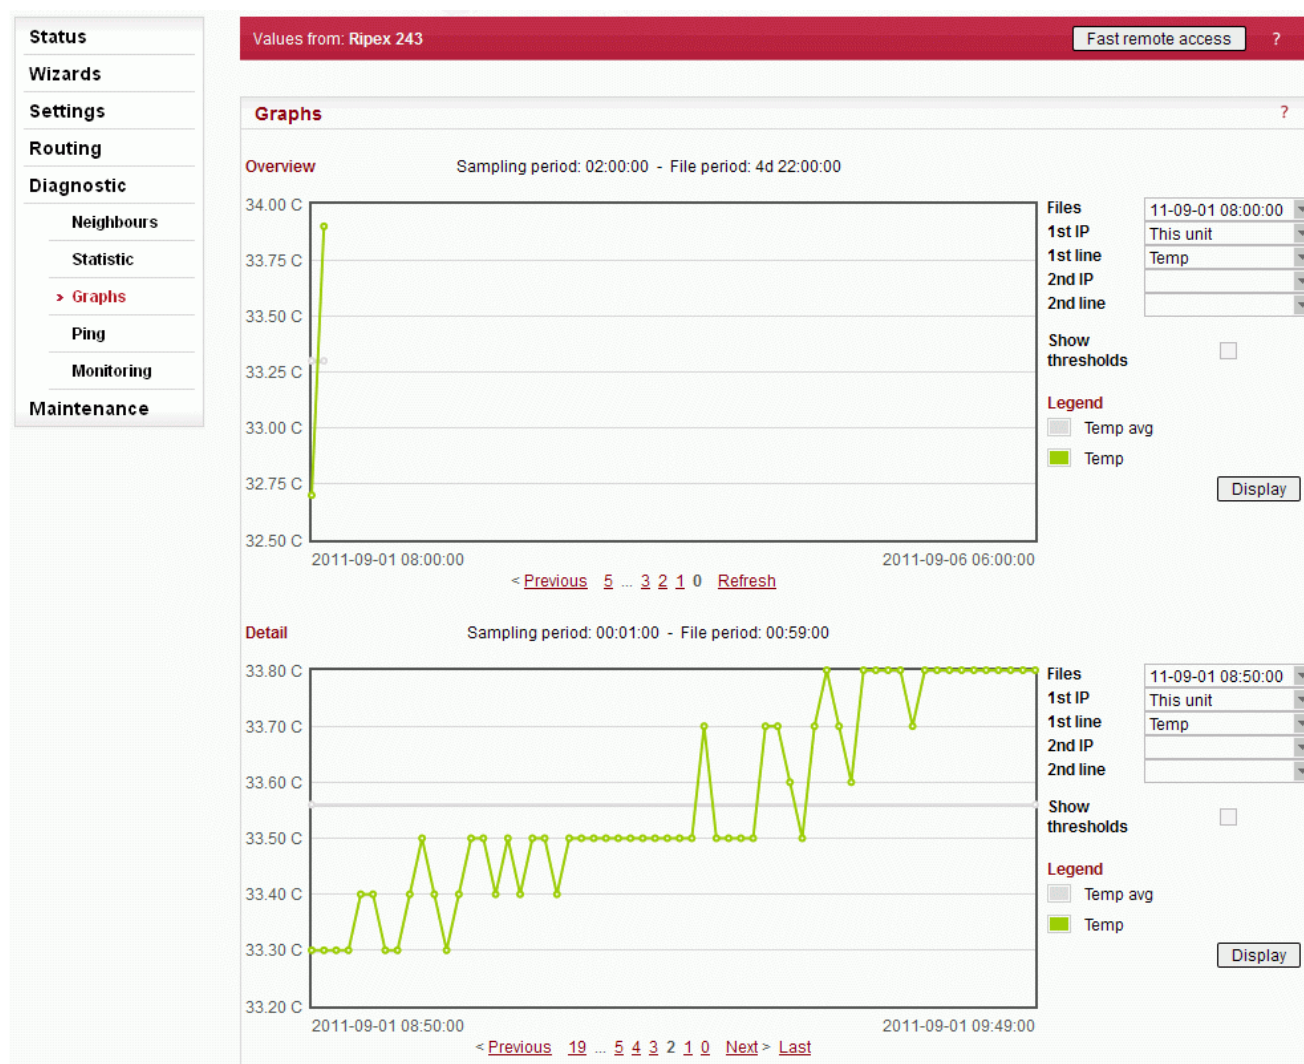 Status
Wizards
Settings
Routing
Diagnostic
Neighbours
Statistic
> Graphs
Ping
Monitoring
Maintenance
Values from: Ripex 243 Fast remote access ?
Graphs ?
Overview Sampling period: 02:00:00 - File period: 4d 22:00:00
34.00 C
33.75 C
33.50 C
33.25 C
33.00 C
32.75 C
32.50 C
2011-09-01 08:00:00 2011-09-06 06:00:00
< Previous 5 ... 3 2 1 0 Refresh
Files 11-09-01 08:00:00
1st IP This unit
1st line Temp
2nd IP
2nd line
Show
thresholds
Legend
Temp avg
Temp
Display
Detail Sampling period: 00:01:00 - File period: 00:59:00
33.80 C
33.70 C
33.60 C
33.50 C
33.40 C
33.30 C
33.20 C
2011-09-01 08:50:00 2011-09-01 09:49:00
< Previous 19 ... 5 4 3 2 1 0 Next > Last
Files 11-09-01 08:50:00
1st IP This unit
1st line Temp
2nd IP
2nd line
Show
thresholds
Legend
Temp avg
Temp
Display